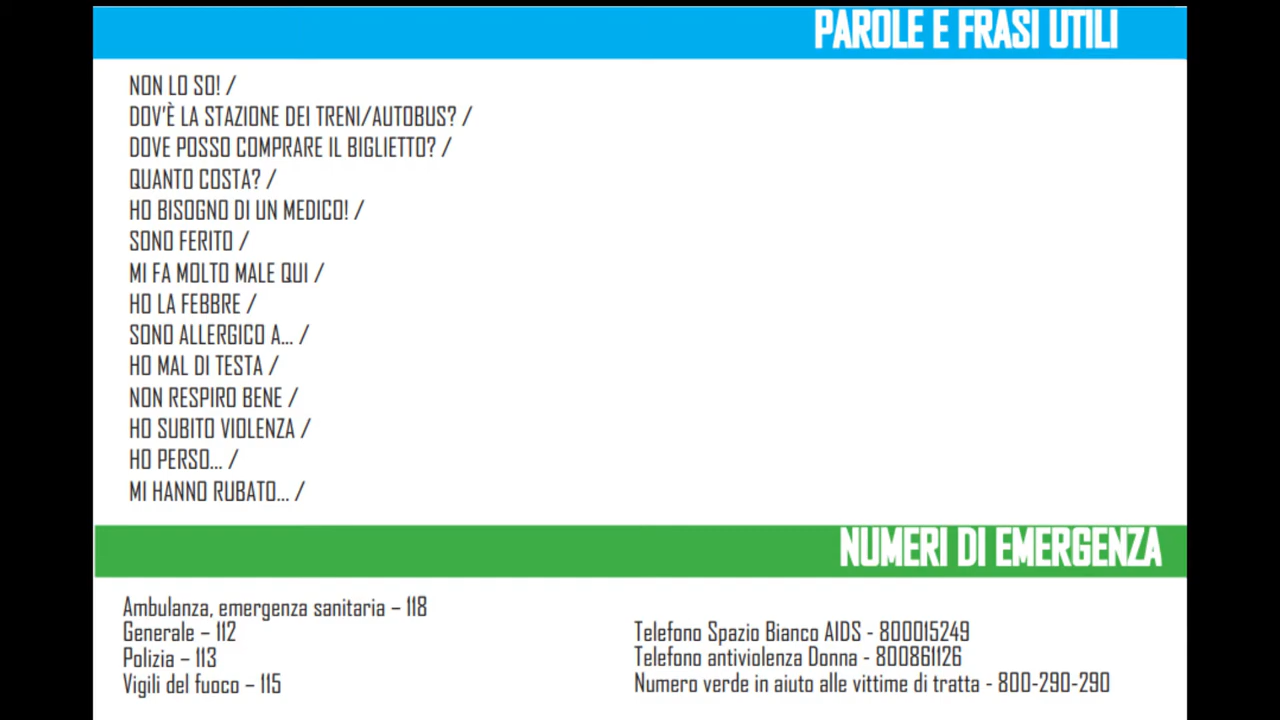 PAROLE E FRASI UTILI
NON LO SO! /
DOV'È LA STAZIONE DEI TRENI/AUTOBUS? /
DOVE POSSO COMPRARE IL BIGLIETTO? /
QUANTO COSTA? /
HO BISOGNO DI UN MEDICO! /
SONO FERITO /
MI FA MOLTO MALE QUI /
HO LA FEBBRE /
SONO ALLERGICO A... /
HO MAL DI TESTA /
NON RESPIRO BENE /
HO SUBITO VIOLENZA /
HO PERSO... /
MI HANNO RUBATO... /
NUMERI DI EMERGENZA
Ambulanza, emergenza sanitaria – 118
Generale – 112
Polizia – 113
Vigili del fuoco – 115
Telefono Spazio Bianco AIDS - 800015249
Telefono antiviolenza Donna - 800861126
Numero verde in aiuto alle vittime di tratta - 800-290-290